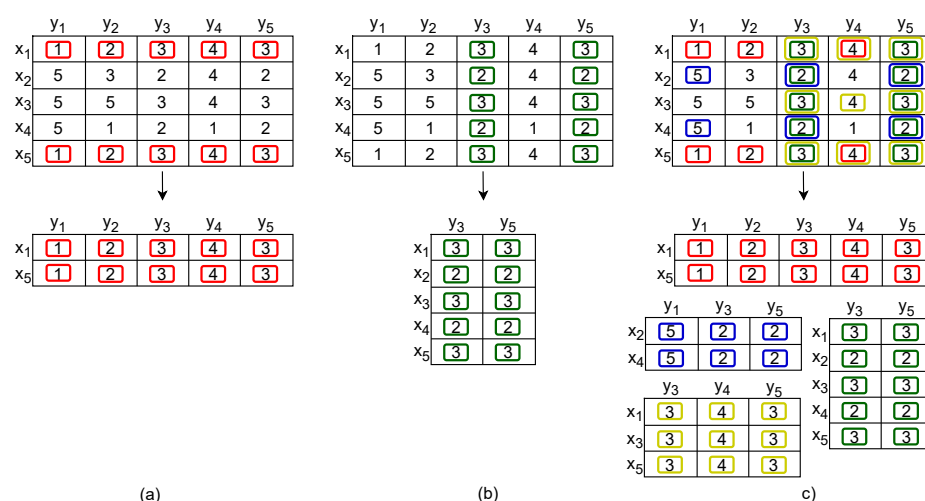 y1 y2 y3 y4 y5
x1 1 2 3 4 3
x2 5 3 2 4 2
x3 5 5 3 4 3
x4 5 1 2 1 2
x5 1 2 3 4 3
y1 y2 y3 y4 y5
x1 1 2 3 4 3
x5 1 2 3 4 3
(a)
y1 y2 y3 y4 y5
x1 1 2 3 4 3
x2 5 3 2 4 2
x3 5 5 3 4 3
x4 5 1 2 1 2
x5 1 2 3 4 3
y3 y5
x1 3 3
x2 2 2
x3 3 3
x4 2 2
x5 3 3
(b)
y1 y2 y3 y4 y5
x1 1 2 3 4 3
x2 5 3 2 4 2
x3 5 5 3 4 3
x4 5 1 2 1 2
x5 1 2 3 4 3
y1 y2 y3 y4 y5
x1 1 2 3 4 3
x5 1 2 3 4 3
y1 y3 y5
x2 5 2 2
x4 5 2 2
y3 y4 y5
x1 3 4 3
x3 3 4 3
x5 3 4 3
y3 y5
x1 3 3
x2 2 2
x3 3 3
x4 2 2
x5 3 3
c)